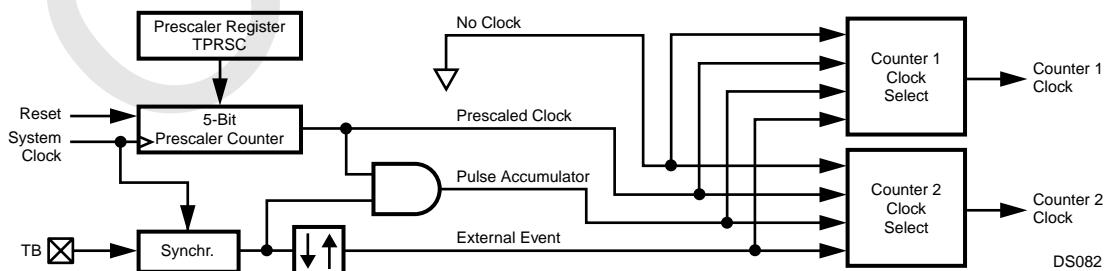 Prescaler Register
TPRSC
No Clock
Counter 1
Clock
Select
Counter 1
Clock
Reset
5-Bit
Prescaler Counter
System
Clock
Prescaled Clock
Pulse Accumulator
Counter 2
Clock
Select
Counter 2
Clock
TB
Synchr.
External Event
DS082